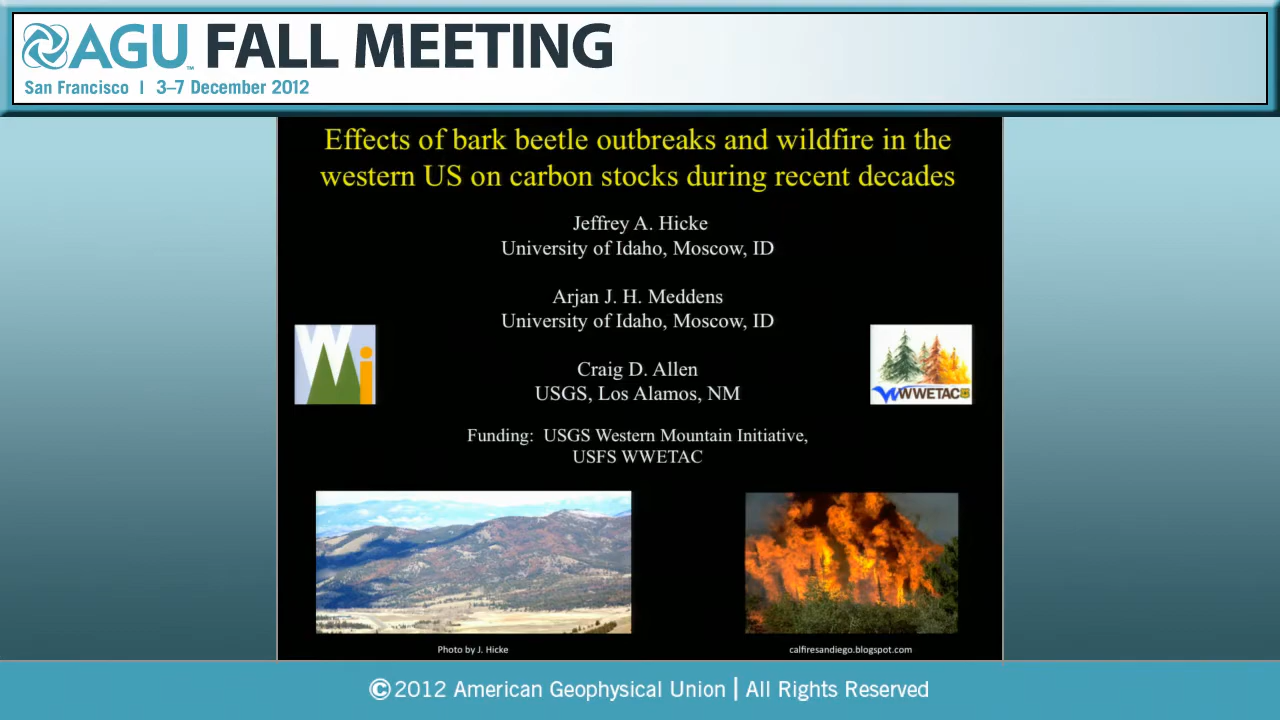 AGU™ FALL MEETING
San Francisco | 3–7 December 2012
Effects of bark beetle outbreaks and wildfire in the
western US on carbon stocks during recent decades
Jeffrey A. Hicke
University of Idaho, Moscow, ID
Arjan J. H. Meddens
University of Idaho, Moscow, ID
Craig D. Allen
USGS, Los Alamos, NM
Wi
WWETAC
Funding: USGS Western Mountain Initiative,
USFS WWETAC
Photo by J. Hicke
calfiresandiego.blogspot.com
©2012 American Geophysical Union | All Rights Reserved